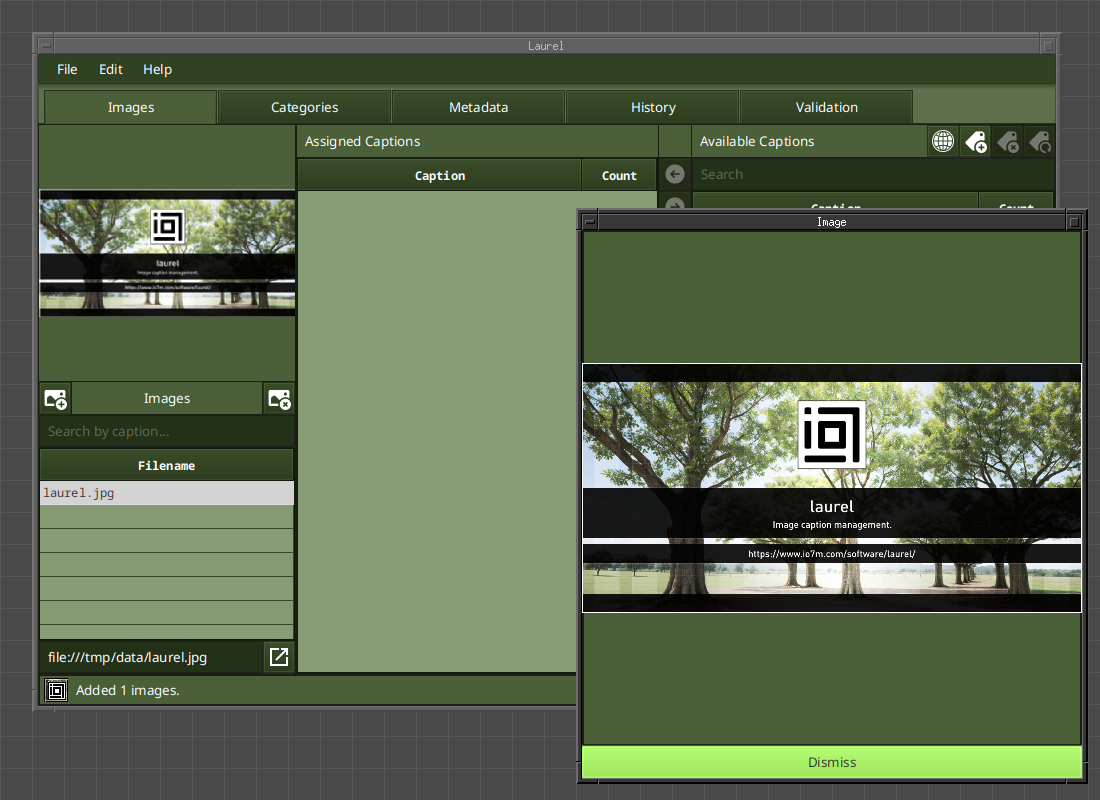 Laurel
File Edit Help
Images Categories Metadata History Validation
Assigned Captions
Available Captions
Caption Count
Search
Caption Count
laurel
Image caption management.
https://www.io7m.com/software/laurel/
Images
Search by caption...
Filename
laurel.jpg
file:///tmp/data/laurel.jpg
Added 1 images.
Image
laurel
Image caption management.
https://www.io7m.com/software/laurel/
Dismiss